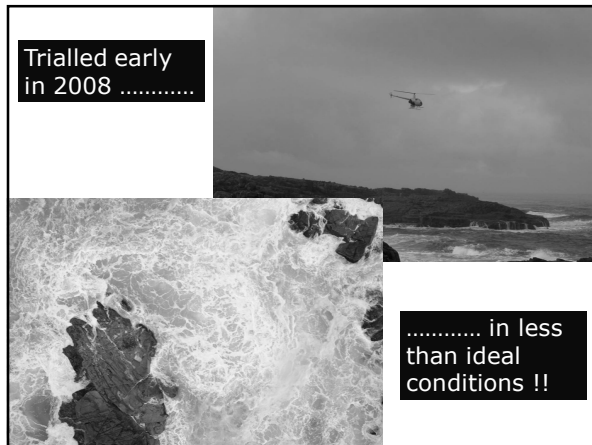 Trialled early
in 2008 …………
………… in less
than ideal
conditions !!